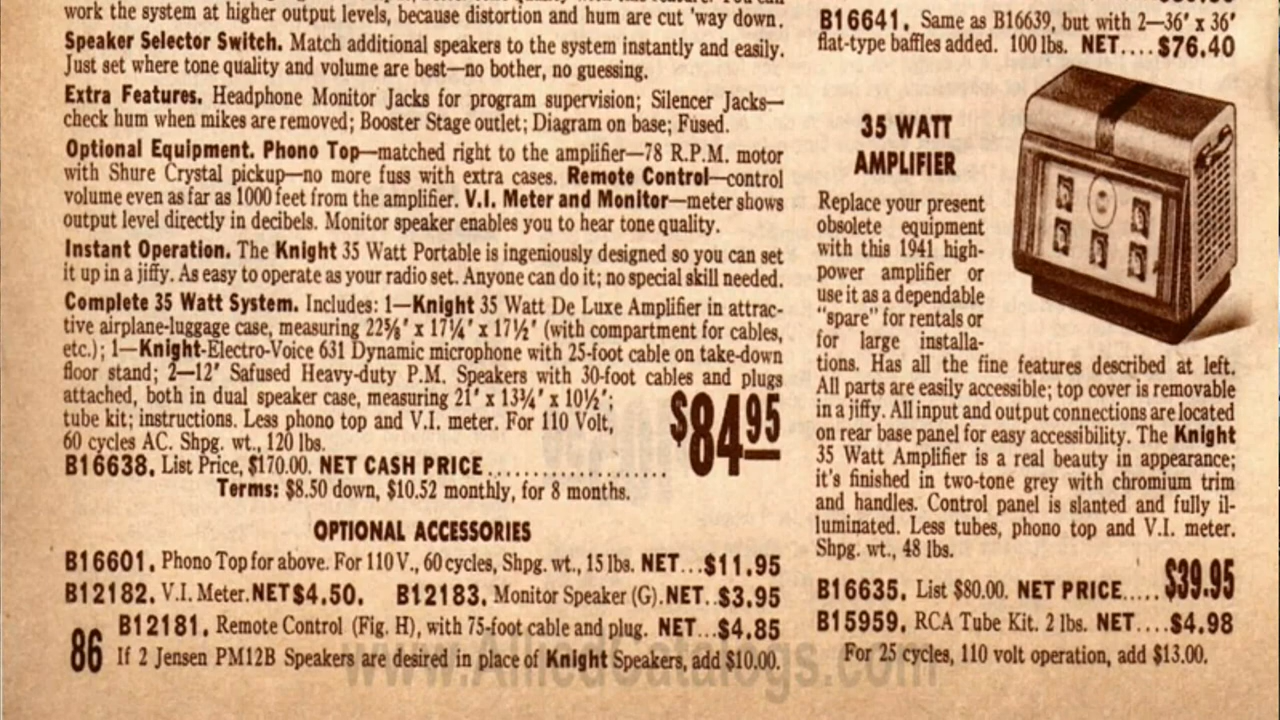 work the system at higher output levels, because distortion and hum are cut 'way down.
Speaker Selector Switch. Match additional speakers to the system instantly and easily.
Just set where tone quality and volume are best—no bother, no guessing.
Extra Features. Headphone Monitor Jacks for program supervision; Silencer Jacks—
check hum when mikes are removed; Booster Stage outlet; Diagram on base; Fused.
Optional Equipment. Phono Top—matched right to the amplifier—78 R.P.M. motor
with Shure Crystal pickup—no more fuss with extra cases. Remote Control—control
volume even as far as 1000 feet from the amplifier. V.I. Meter and Monitor—meter shows
output level directly in decibels. Monitor speaker enables you to hear tone quality.
Instant Operation. The Knight 35 Watt Portable is ingeniously designed so you can set
it up in a jiffy. As easy to operate as your radio set. Anyone can do it; no special skill needed.
Complete 35 Watt System. Includes: 1—Knight 35 Watt De Luxe Amplifier in attrac-
tive airplane-luggage case, measuring 22⅝" x 17¼" x 17½" (with compartment for cables,
etc.); 1—Knight-Electro-Voice 631 Dynamic microphone with 25-foot cable on take-down
floor stand; 2—12" Safused Heavy-duty P.M. Speakers with 30-foot cables and plugs
attached, both in dual speaker case, measuring 21" x 13¾" x 10½";
tube kit; instructions. Less phono top and V.I. meter. For 110 Volt,
60 cycles AC. Shpg. wt., 120 lbs.
B16638. List Price, $170.00. NET CASH PRICE.................... $84.95
Terms: $8.50 down, $10.52 monthly, for 8 months.
OPTIONAL ACCESSORIES
B16601. Phono Top for above. For 110 V., 60 cycles, Shpg. wt., 15 lbs. NET...$11.95
B12182. V.I. Meter. NET $4.50. B12183. Monitor Speaker (G). NET..$3.95
B12181. Remote Control (Fig. H), with 75-foot cable and plug. NET...$4.85
86 If 2 Jensen PM12B Speakers are desired in place of Knight Speakers, add $10.00.
B16641. Same as B16639, but with 2—36" x 36"
flat-type baffles added. 100 lbs. NET....$76.40
35 WATT
AMPLIFIER
Replace your present
obsolete equipment
with this 1941 high-
power amplifier or
use it as a dependable
"spare" for rentals or
for large installa-
tions. Has all the fine features described at left.
All parts are easily accessible; top cover is removable
in a jiffy. All input and output connections are located
on rear base panel for easy accessibility. The Knight
35 Watt Amplifier is a real beauty in appearance;
it's finished in two-tone grey with chromium trim
and handles. Control panel is slanted and fully il-
luminated. Less tubes, phono top and V.I. meter.
Shpg. wt., 48 lbs.
B16635. List $80.00. NET PRICE..... $39.95
B15959. RCA Tube Kit. 2 lbs. NET....$4.98
For 25 cycles, 110 volt operation, add $13.00.
www.AlliedCatalogs.com